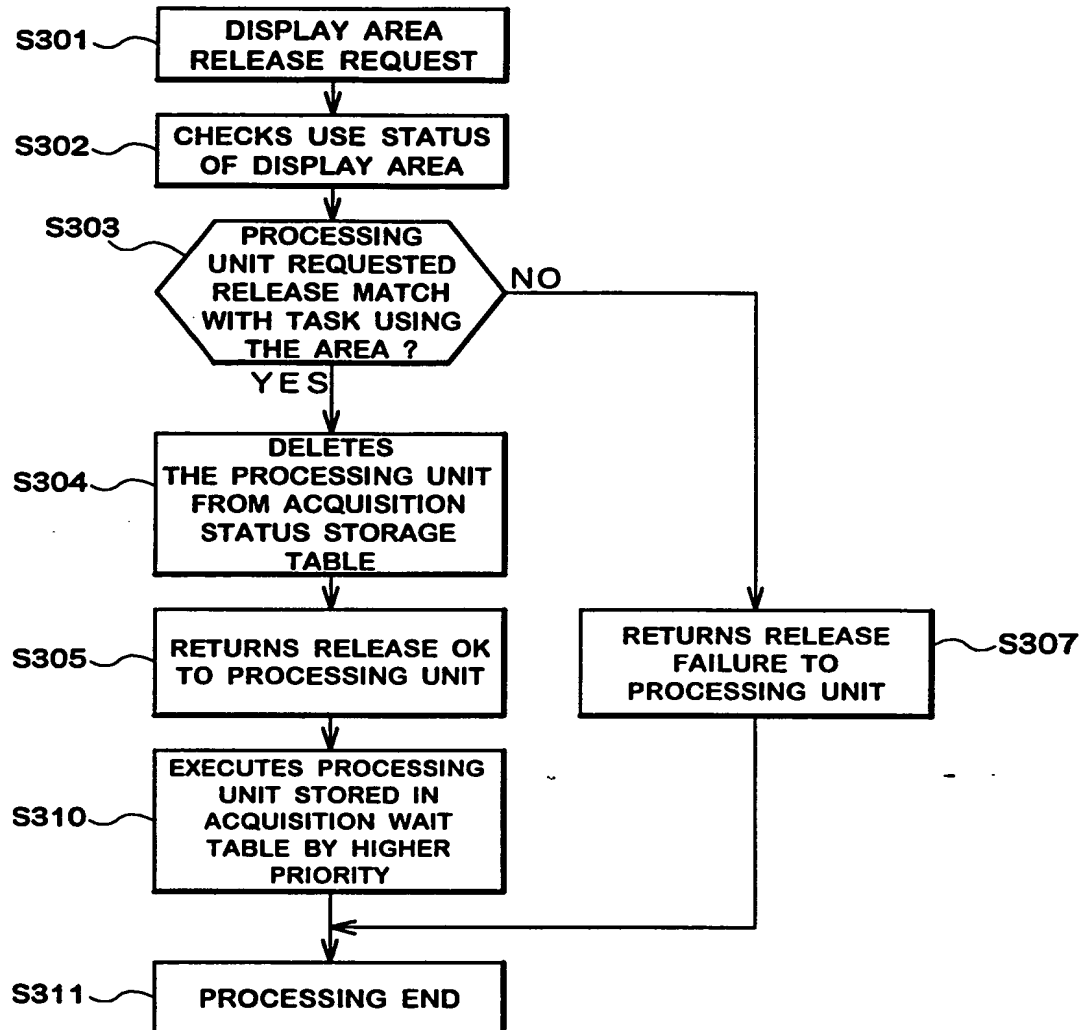 S301
DISPLAY AREA
RELEASE REQUEST
S302
CHECKS USE STATUS
OF DISPLAY AREA
S303
PROCESSING
UNIT REQUESTED
RELEASE MATCH
WITH TASK USING
THE AREA ?
NO
YES
S304
DELETES
THE PROCESSING UNIT
FROM ACQUISITION
STATUS STORAGE
TABLE
S305
RETURNS RELEASE OK
TO PROCESSING UNIT
RETURNS RELEASE
FAILURE TO
PROCESSING UNIT
S307
S310
EXECUTES PROCESSING
UNIT STORED IN
ACQUISITION WAIT
TABLE BY HIGHER
PRIORITY
S311
PROCESSING END